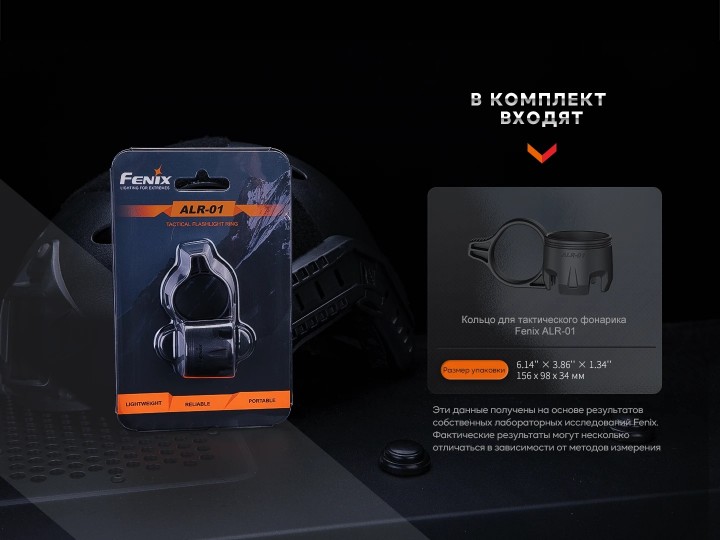 В КОМПЛЕКТ
ВХОДЯТ
FENIX
LIGHTING FOR EXTREMES
ALR-01
TACTICAL FLASHLIGHT RING
LIGHTWEIGHT
RELIABLE
PORTABLE
ALR-01
Кольцо для тактического фонарика
Fenix ALR-01
Размер упаковки
6.14'' × 3.86'' × 1.34''
156 x 98 x 34 мм
Эти данные получены на основе результатов
собственных лабораторных исследований Fenix.
Фактические результаты могут несколько
отличаться в зависимости от методов измерения